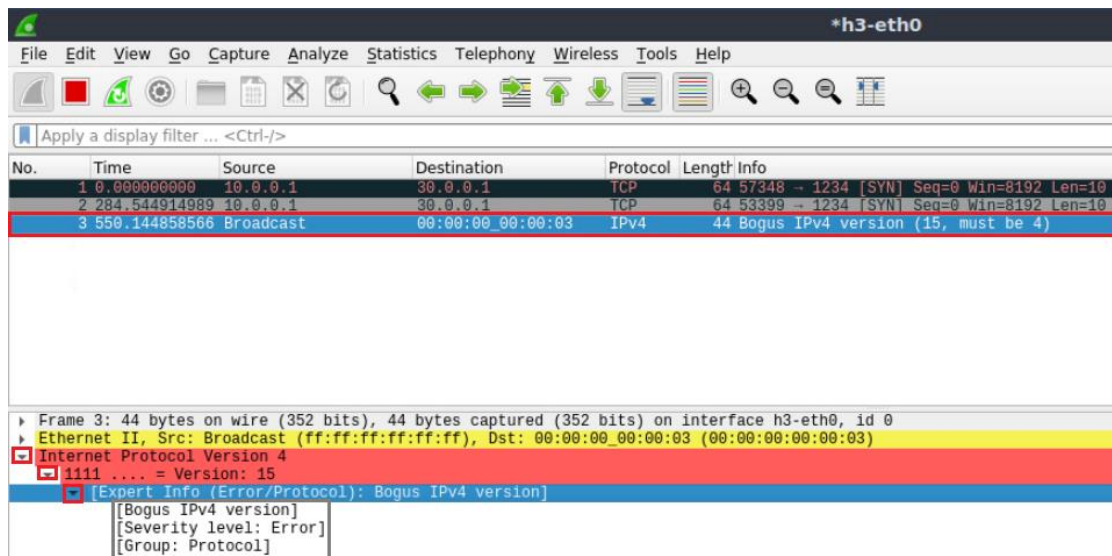 *h3-eth0
File Edit View Go Capture Analyze Statistics Telephony Wireless Tools Help
Apply a display filter ... <Ctrl-/>
No. Time Source Destination Protocol Length Info
1 0.000000000 10.0.0.1 30.0.0.1 TCP 64 57348 → 1234 [SYN] Seq=0 Win=8192 Len=10
2 284.544914989 10.0.0.1 30.0.0.1 TCP 64 53399 → 1234 [SYN] Seq=0 Win=8192 Len=10
3 550.144858566 Broadcast 00:00:00_00:00:03 IPv4 44 Bogus IPv4 version (15, must be 4)
Frame 3: 44 bytes on wire (352 bits), 44 bytes captured (352 bits) on interface h3-eth0, id 0
Ethernet II, Src: Broadcast (ff:ff:ff:ff:ff:ff), Dst: 00:00:00_00:00:03 (00:00:00:00:00:03)
Internet Protocol Version 4
1111 .... = Version: 15
[Expert Info (Error/Protocol): Bogus IPv4 version]
[Bogus IPv4 version]
[Severity level: Error]
[Group: Protocol]